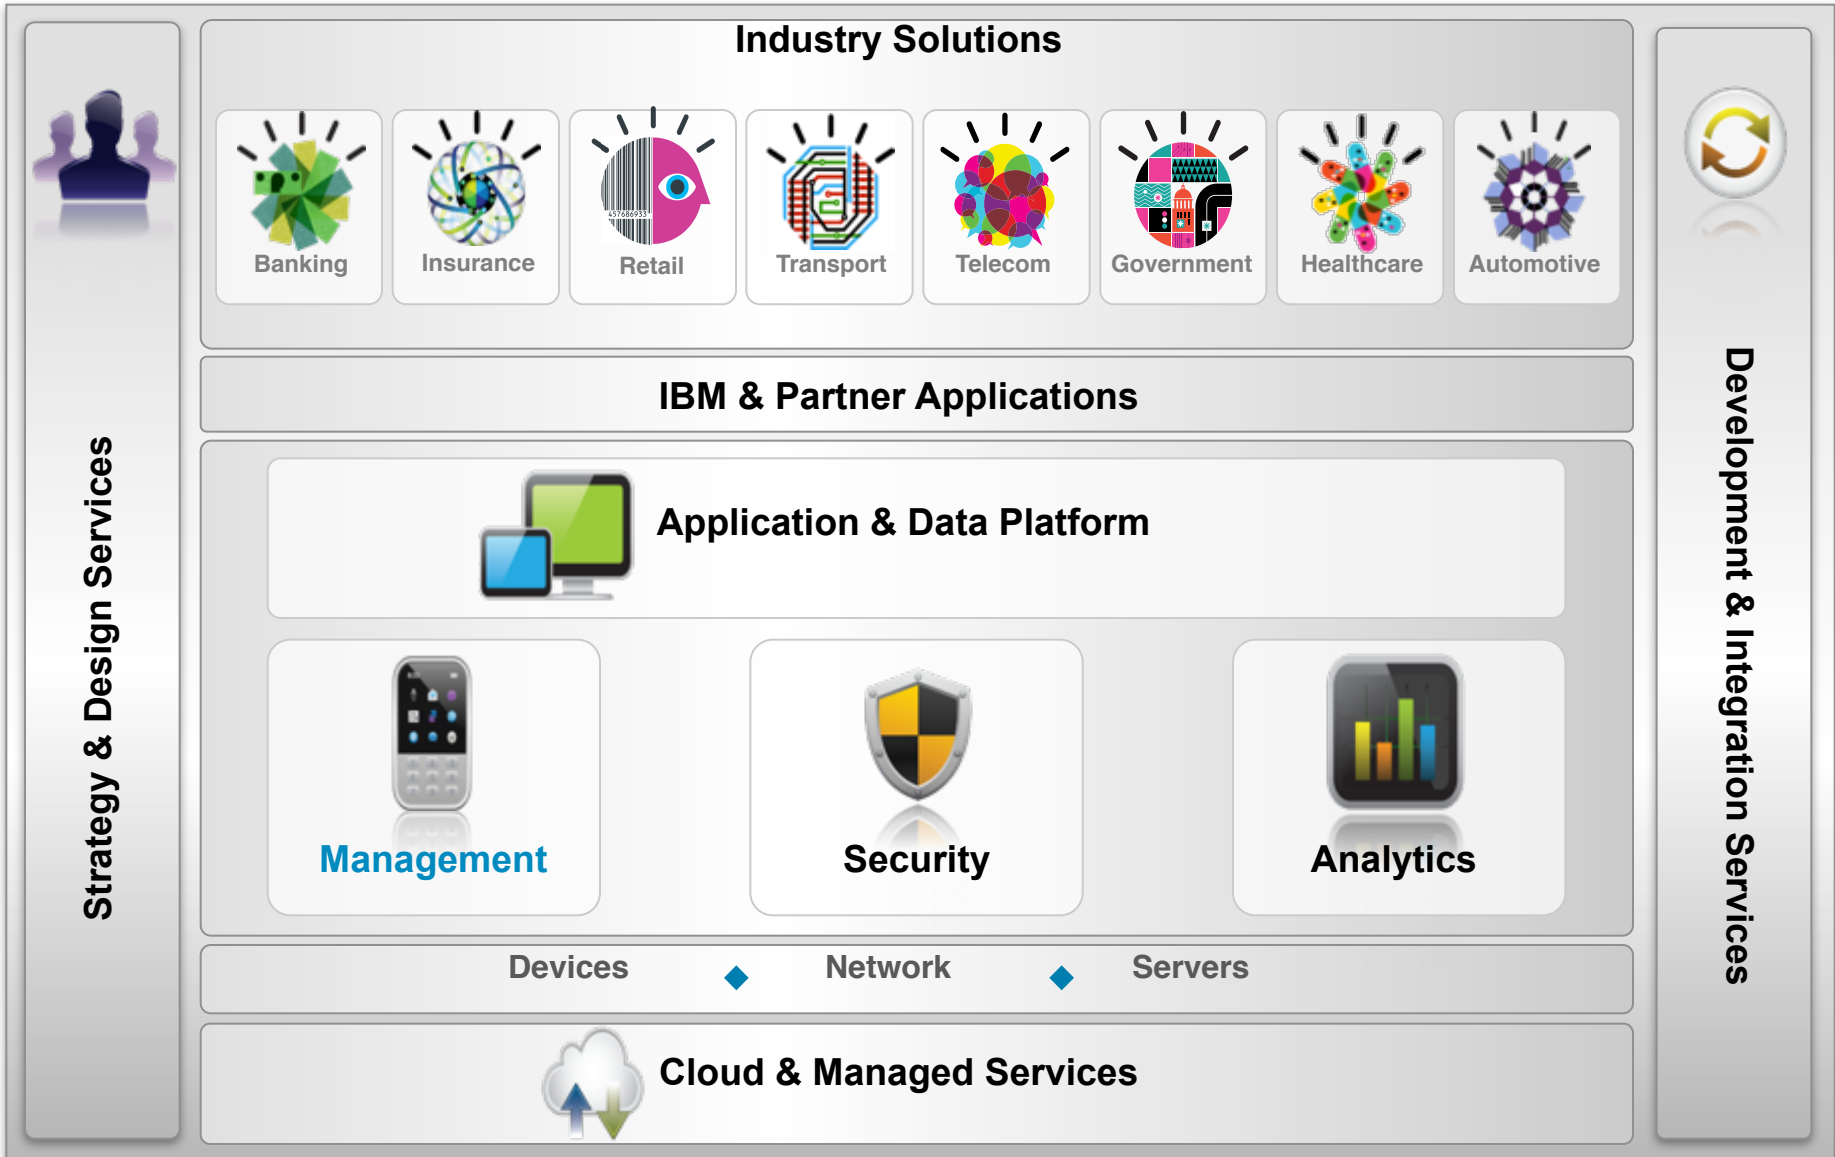 Industry Solutions
Banking
Insurance
457686933
Retail
Transport
Telecom
Government
Healthcare
Automotive
IBM & Partner Applications
Strategy & Design Services
Application & Data Platform
Management
Security
Analytics
Development & Integration Services
Devices
Network
Servers
Cloud & Managed Services